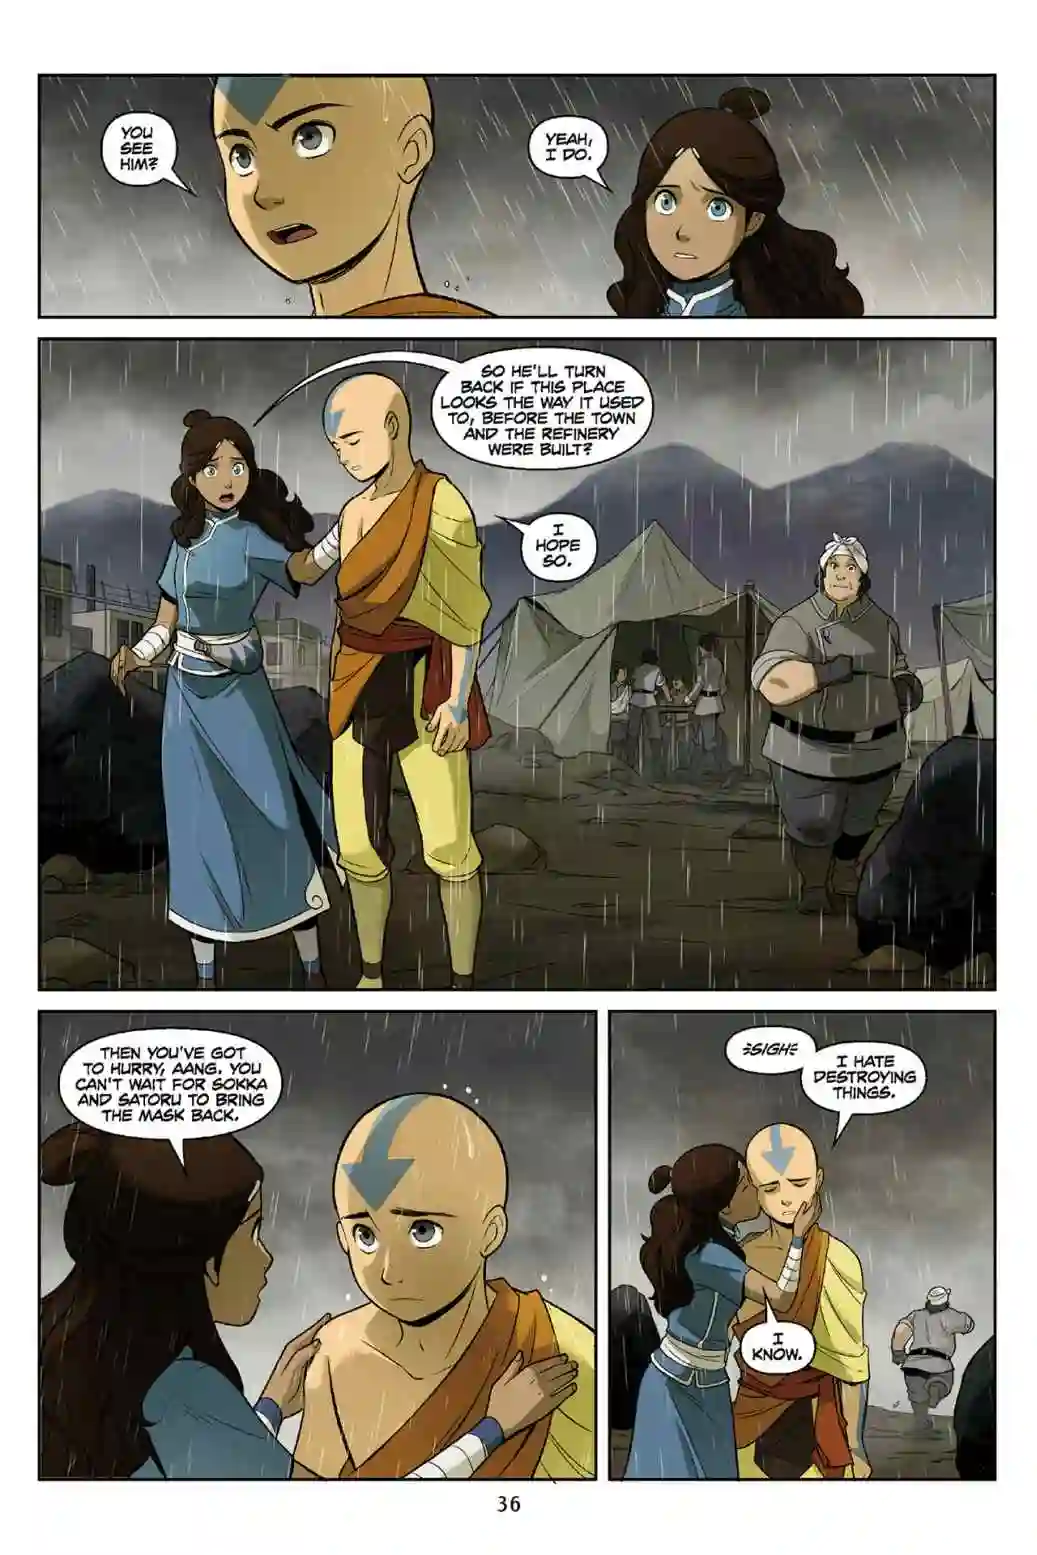 YOU
SEE
HIM?
YEAH,
I DO.
SO HE'LL TURN
BACK IF THIS PLACE
LOOKS THE WAY IT USED
TO, BEFORE THE TOWN
AND THE REFINERY
WERE BUILT?
I
HOPE
SO.
THEN YOU'VE GOT
TO HURRY, AANG. YOU
CAN'T WAIT FOR SOKKA
AND SATORU TO BRING
THE MASK BACK.
SIGH
I HATE
DESTROYING
THINGS.
I
KNOW.
36